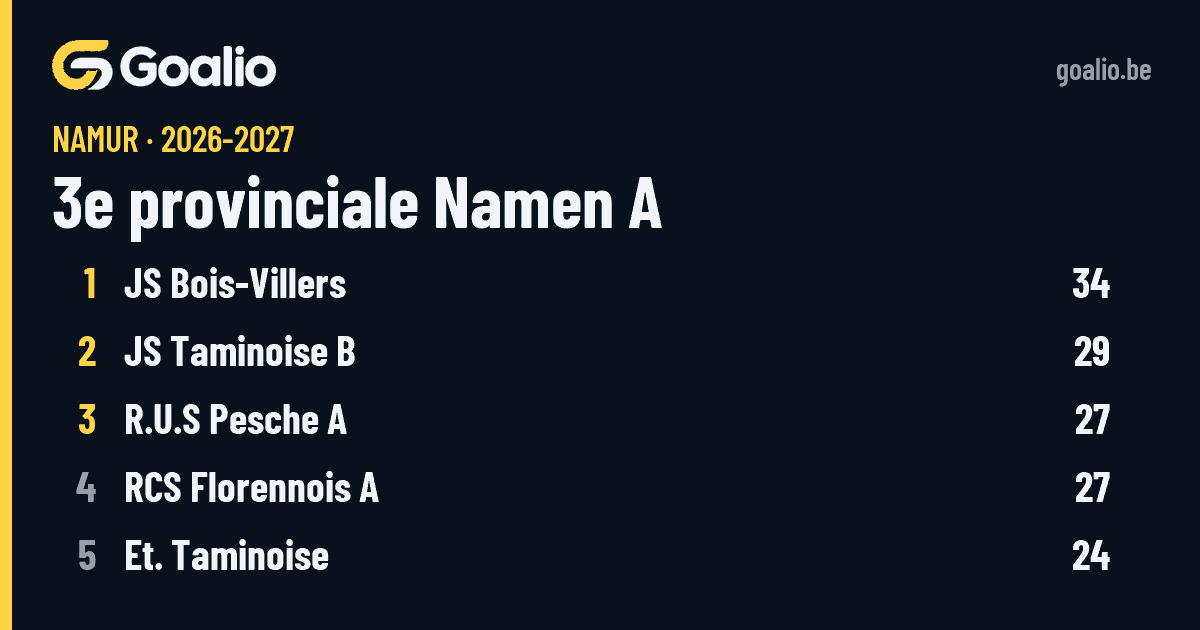 Goalio
goalio.be
NAMUR · 2026-2027
3e provinciale Namen A
1 JS Bois-Villers 34
2 JS Taminoise B 29
3 R.U.S Pesche A 27
4 RCS Florennois A 27
5 Et. Taminoise 24